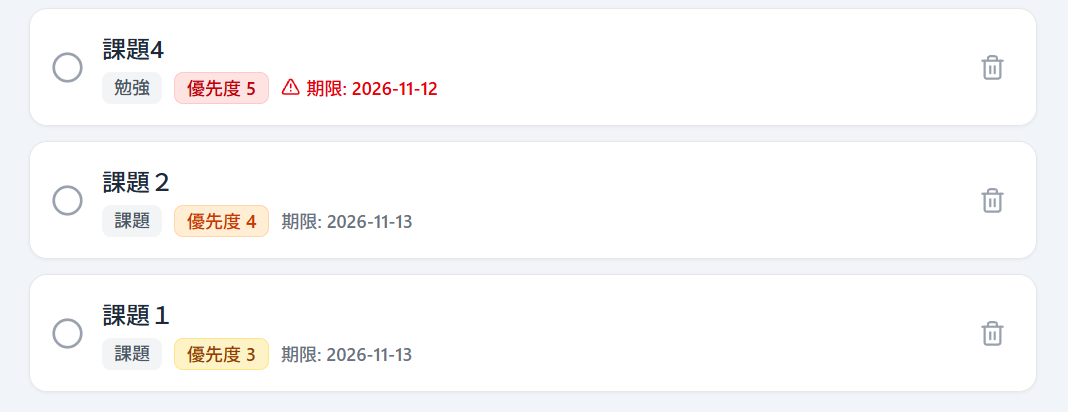 課題4
勉強 優先度 5 期限: 2026-11-12
課題２
課題 優先度 4 期限: 2026-11-13
課題１
課題 優先度 3 期限: 2026-11-13